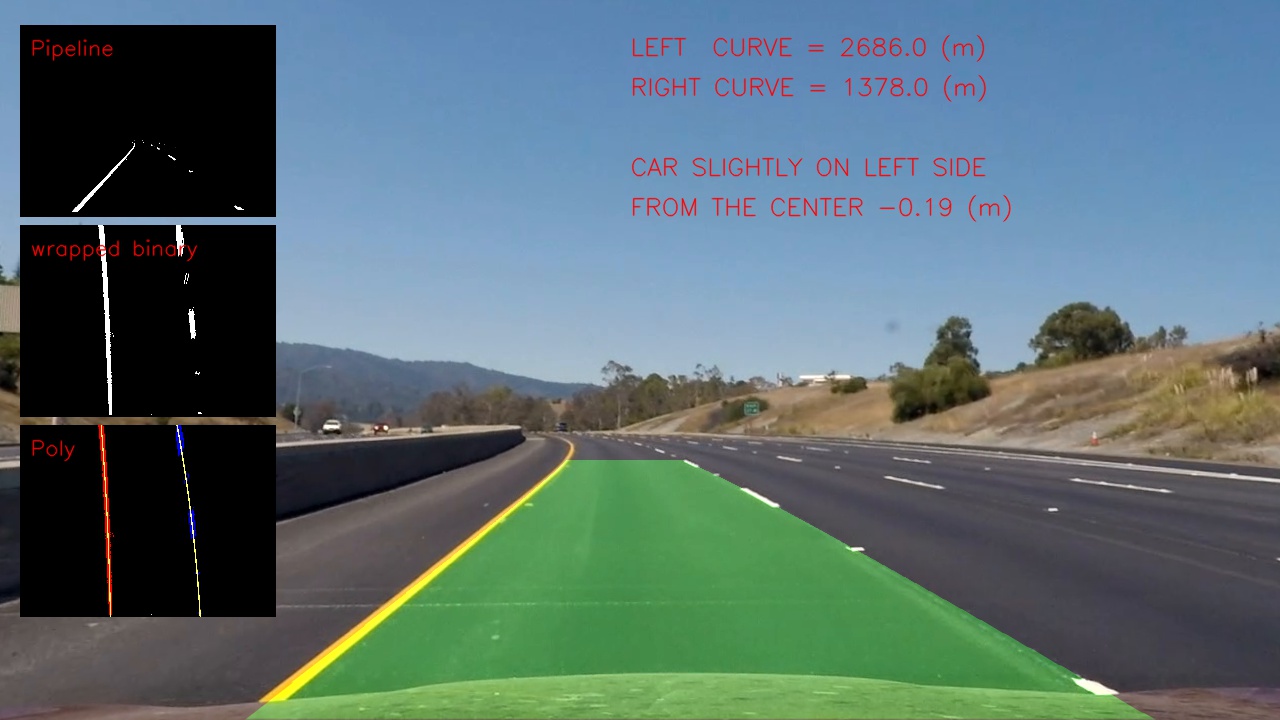 Pipeline
LEFT CURVE = 2686.0 (m)
RIGHT CURVE = 1378.0 (m)
CAR SLIGHTLY ON LEFT SIDE
FROM THE CENTER -0.19 (m)
wrapped binary
Poly